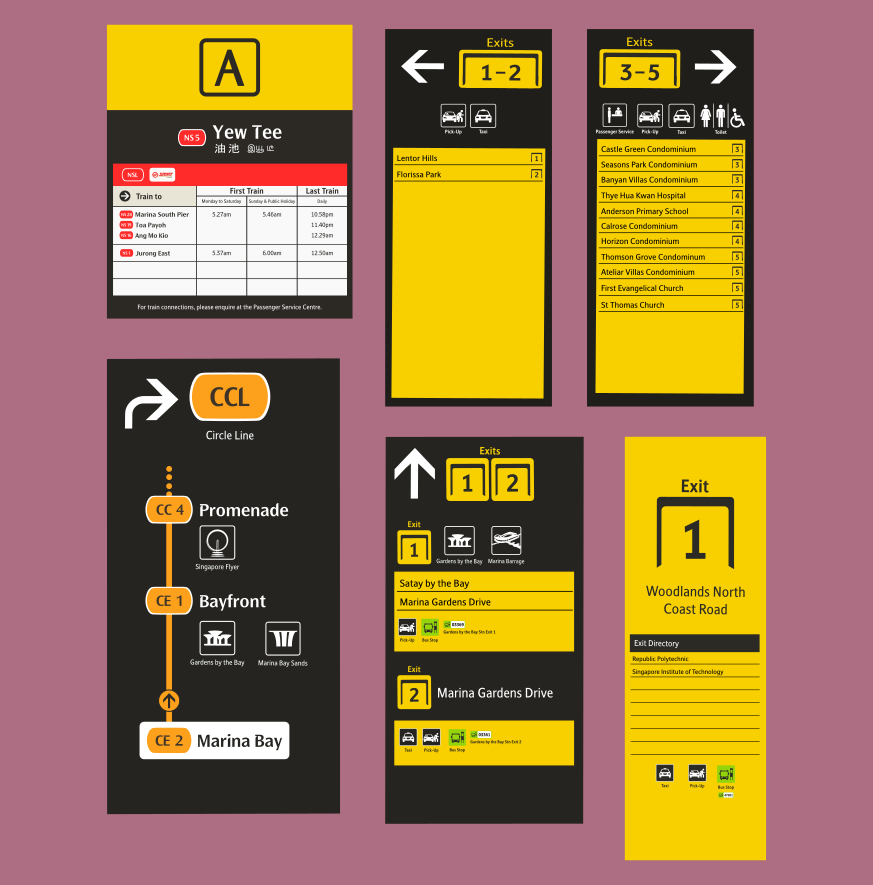 A
NS 5 Yew Tee
油池
NSL SMRT
Train to
First Train
Last Train
Monday to Saturday
Sunday & Public Holiday
Daily
Marina South Pier 5.27am 5.46am 10.58pm
Toa Payoh 11.40pm
NS 16 Ang Mo Kio 12.29am
NS 1 Jurong East 5.37am 6.00am 12.50am
For train connections, please enquire at the Passenger Service Centre.
Exits
1-2
Pick-Up
Taxi
Lentor Hills 1
Florissa Park 2
Exits
3-5
Passenger Service
Pick-Up
Taxi
Toilet
Castle Green Condominium 3
Seasons Park Condominium 3
Banyan Villas Condominium 3
Thye Hua Kwan Hospital 4
Anderson Primary School 4
Calrose Condominium 4
Horizon Condominium 4
Thomson Grove Condominium 5
Ateliar Villas Condominium 5
First Evangelical Church 5
St Thomas Church 5
CCL
Circle Line
CC 4 Promenade
Singapore Flyer
CE 1 Bayfront
Gardens by the Bay
Marina Bay Sands
CE 2 Marina Bay
Exits
1 2
Exit
1
Gardens by the Bay
Marina Barrage
Satay by the Bay
Marina Gardens Drive
Pick-Up
Bus Stop
03369
Gardens by the Bay Stn Exit 1
Exit
2 Marina Gardens Drive
Taxi
Pick-Up
Bus Stop
03361
Gardens by the Bay Stn Exit 2
Exit
1
Woodlands North
Coast Road
Exit Directory
Republic Polytechnic
Singapore Institute of Technology
Taxi
Pick-Up
Bus Stop